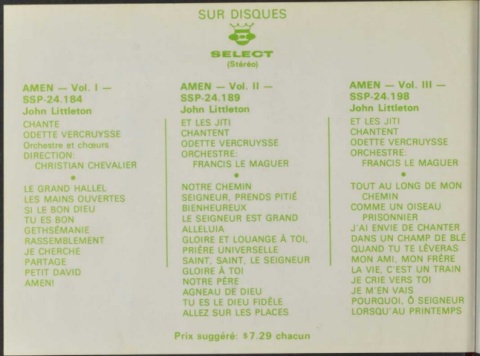 SUR DISQUES
SELECT
(Stéréo)
AMEN — Vol. I —
SSP-24.184
John Littleton
CHANTE
ODETTE VERCRUYSSE
Orchestre et chœurs
DIRECTION:
CHRISTIAN CHEVALIER
•
LE GRAND HALLEL
LES MAINS OUVERTES
SI LE BON DIEU
TU ES BON
GETHSÉMANIE
RASSEMBLEMENT
JE CHERCHE
PARTAGE
PETIT DAVID
AMEN!
AMEN — Vol. II —
SSP-24.189
John Littleton
ET LES JITI
CHANTENT
ODETTE VERCRUYSSE
ORCHESTRE:
FRANCIS LE MAGUER
•
NOTRE CHEMIN
SEIGNEUR, PRENDS PITIÉ
BIENHEUREUX
LE SEIGNEUR EST GRAND
ALLELUIA
GLOIRE ET LOUANGE À TOI,
PRIÈRE UNIVERSELLE
SAINT, SAINT, LE SEIGNEUR
GLOIRE À TOI
NOTRE PÈRE
AGNEAU DE DIEU
TU ES LE DIEU FIDÈLE
ALLEZ SUR LES PLACES
AMEN — Vol. III —
SSP-24.198
John Littleton
ET LES JITI
CHANTENT
ODETTE VERCRUYSSE
ORCHESTRE:
FRANCIS LE MAGUER
•
TOUT AU LONG DE MON
CHEMIN
COMME UN OISEAU
PRISONNIER
J'AI ENVIE DE CHANTER
DANS UN CHAMP DE BLÉ
QUAND TU TE LÈVERAS
MON AMI, MON FRÈRE
LA VIE, C'EST UN TRAIN
JE CRIE VERS TOI
JE M'EN VAIS
POURQUOI, Ô SEIGNEUR
LORSQU'AU PRINTEMPS
Prix suggéré: $7.29 chacun